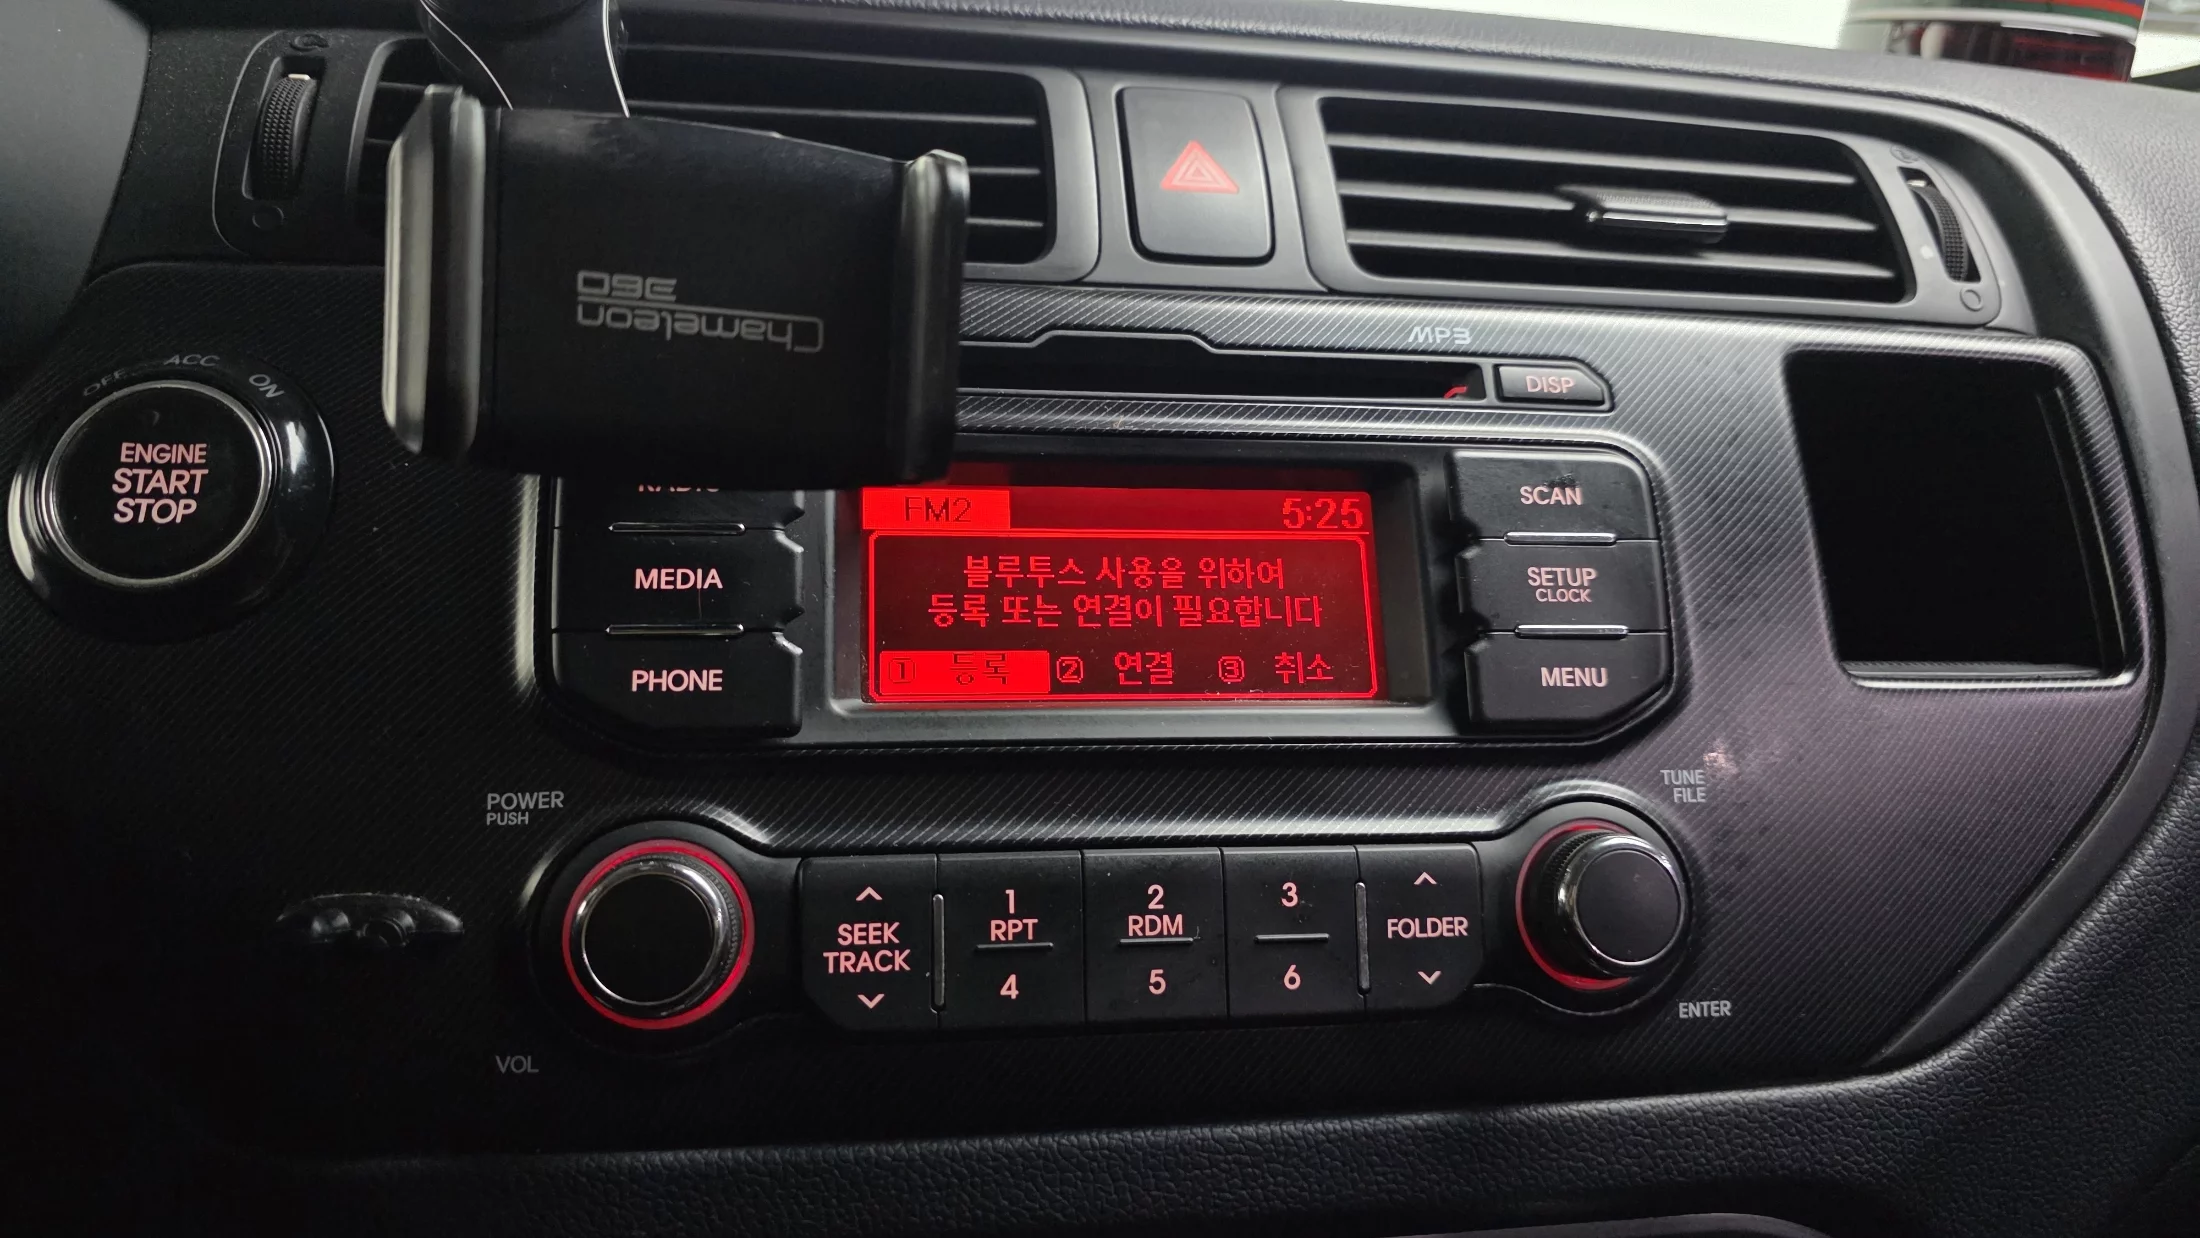 Chameleon
360
MP3
DISP
OFF ACC ON
ENGINE
START
STOP
RADIO
MEDIA
PHONE
FM2 5:25
블루투스 사용을 위하여
등록 또는 연결이 필요합니다
1 등록 2 연결 3 취소
SCAN
SETUP
CLOCK
MENU
POWER
PUSH
VOL
SEEK
TRACK
1
RPT
4
2
RDM
5
3
6
FOLDER
TUNE
FILE
ENTER